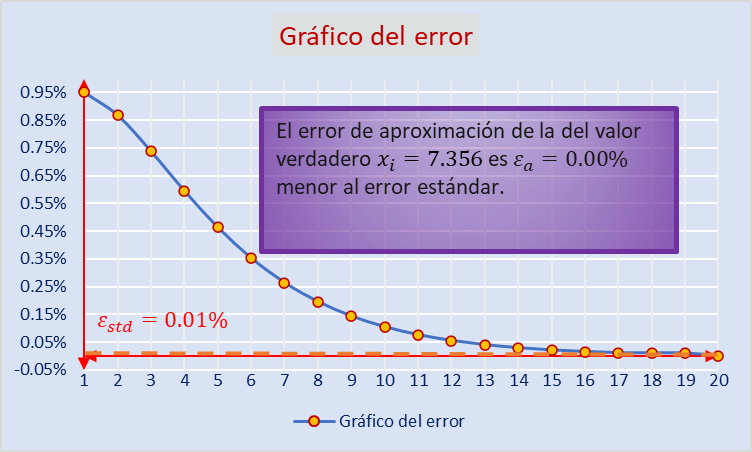 Gráfico del error
0.95%
0.85%
0.75%
0.65%
0.55%
0.45%
0.35%
0.25%
0.15%
0.05%
-0.05%
El error de aproximación de la del valor
verdadero 𝑥ᵢ = 7.356 es 𝜀ₐ = 0.00%
menor al error estándar.
𝜀ₛₜ𝑑 = 0.01%
1 2 3 4 5 6 7 8 9 10 11 12 13 14 15 16 17 18 19 20
Gráfico del error